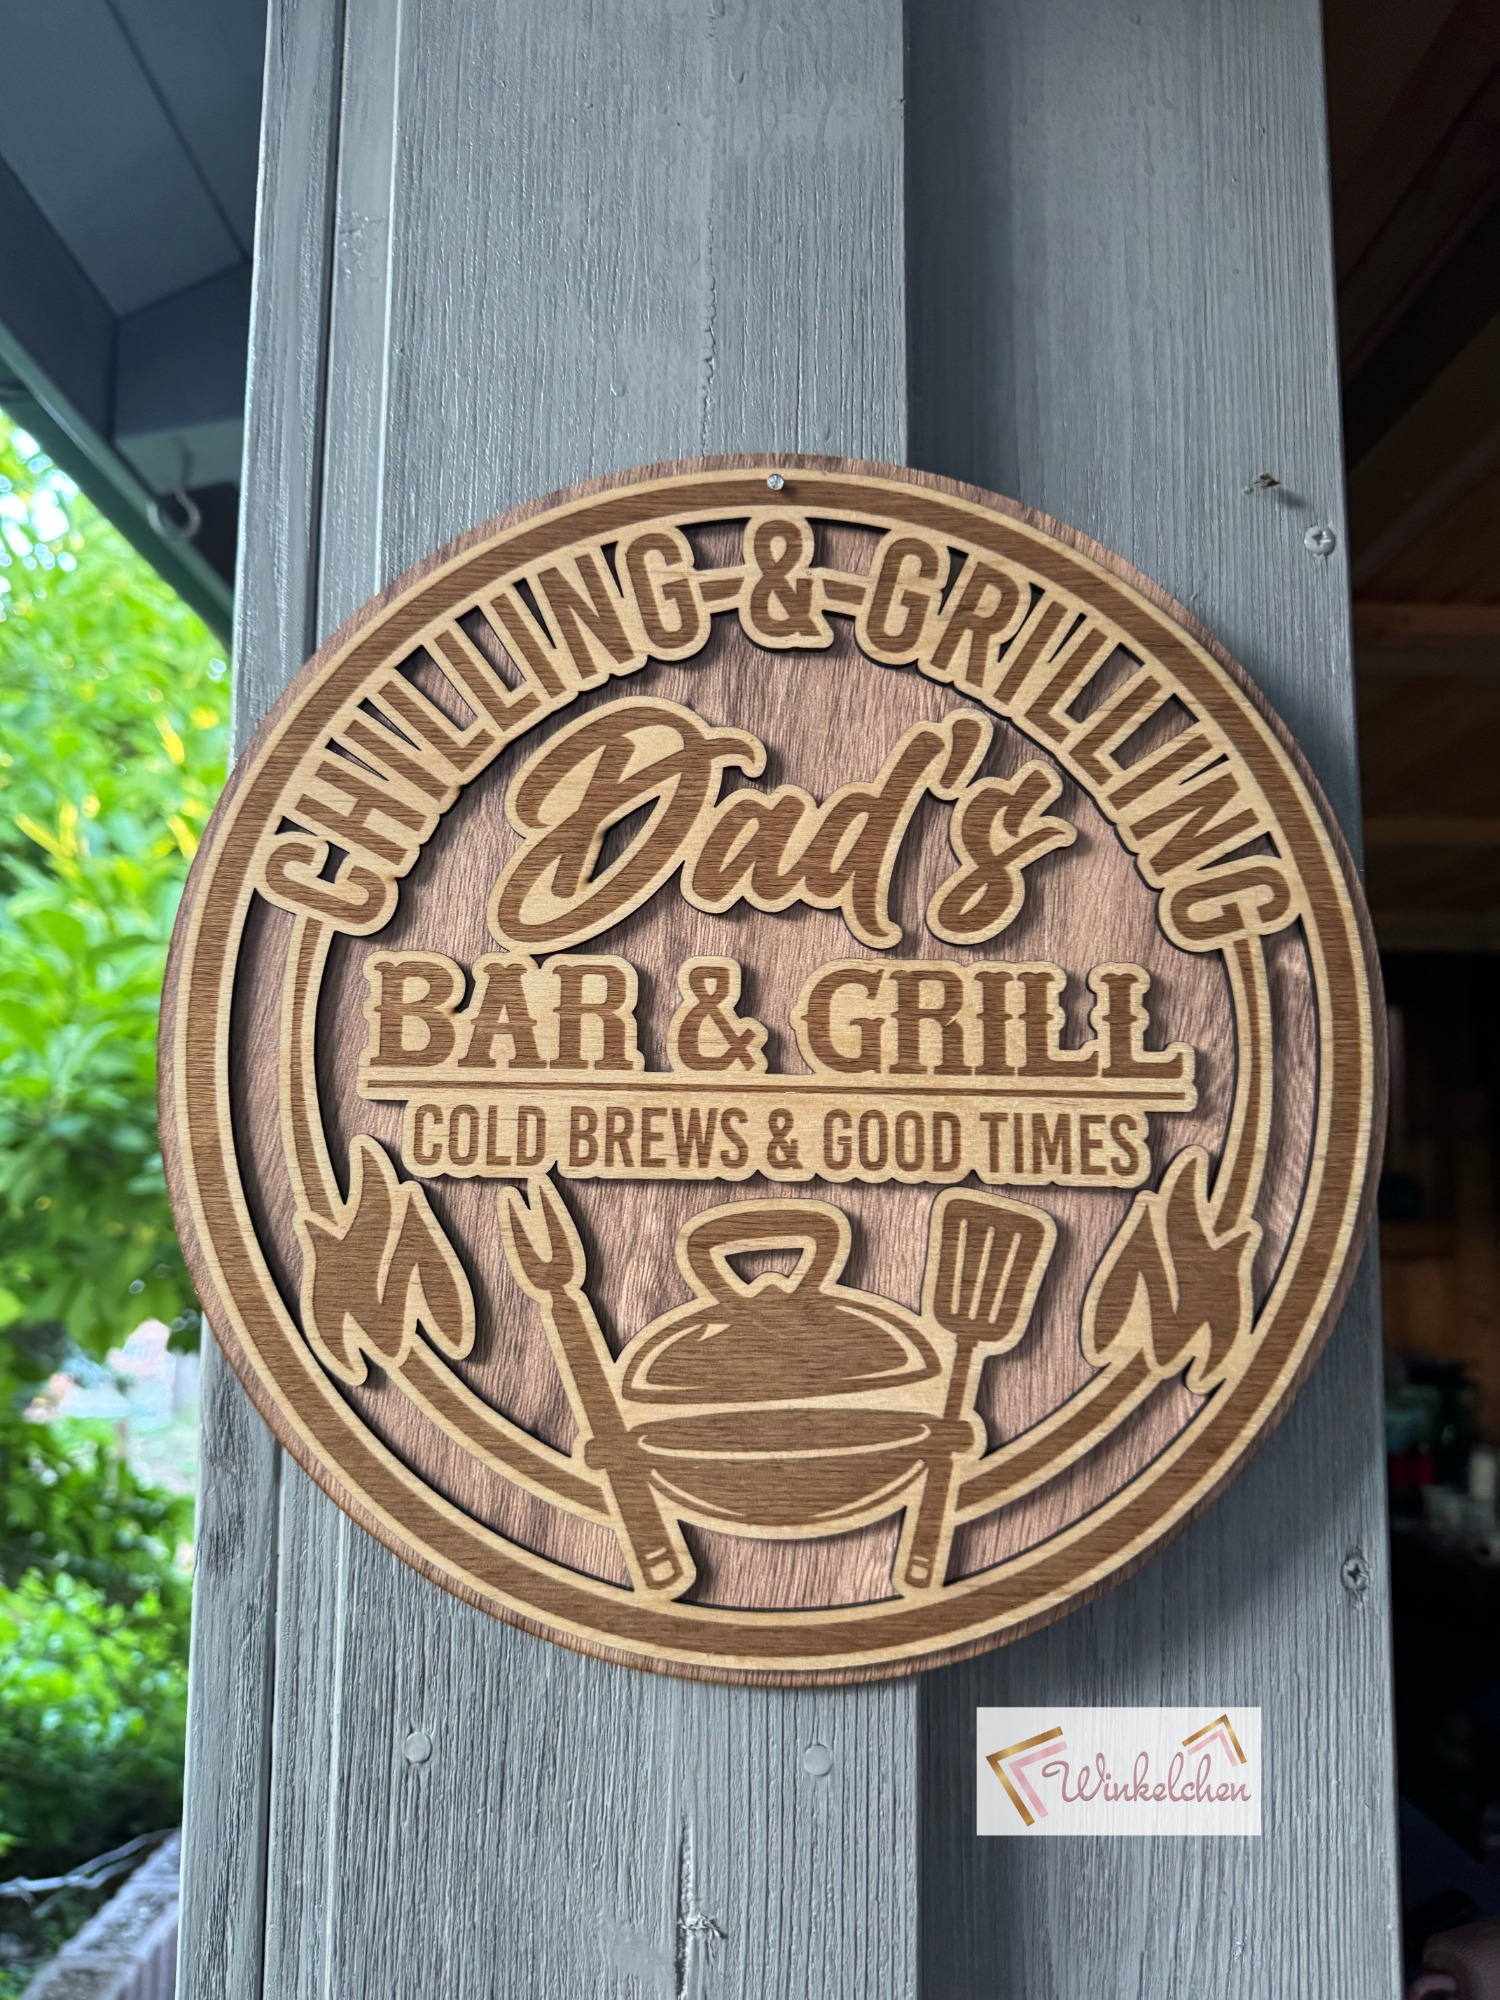 CHILLING-&-GRILLING
Dad's
BAR & GRILL
COLD BREWS & GOOD TIMES
Winkelchen